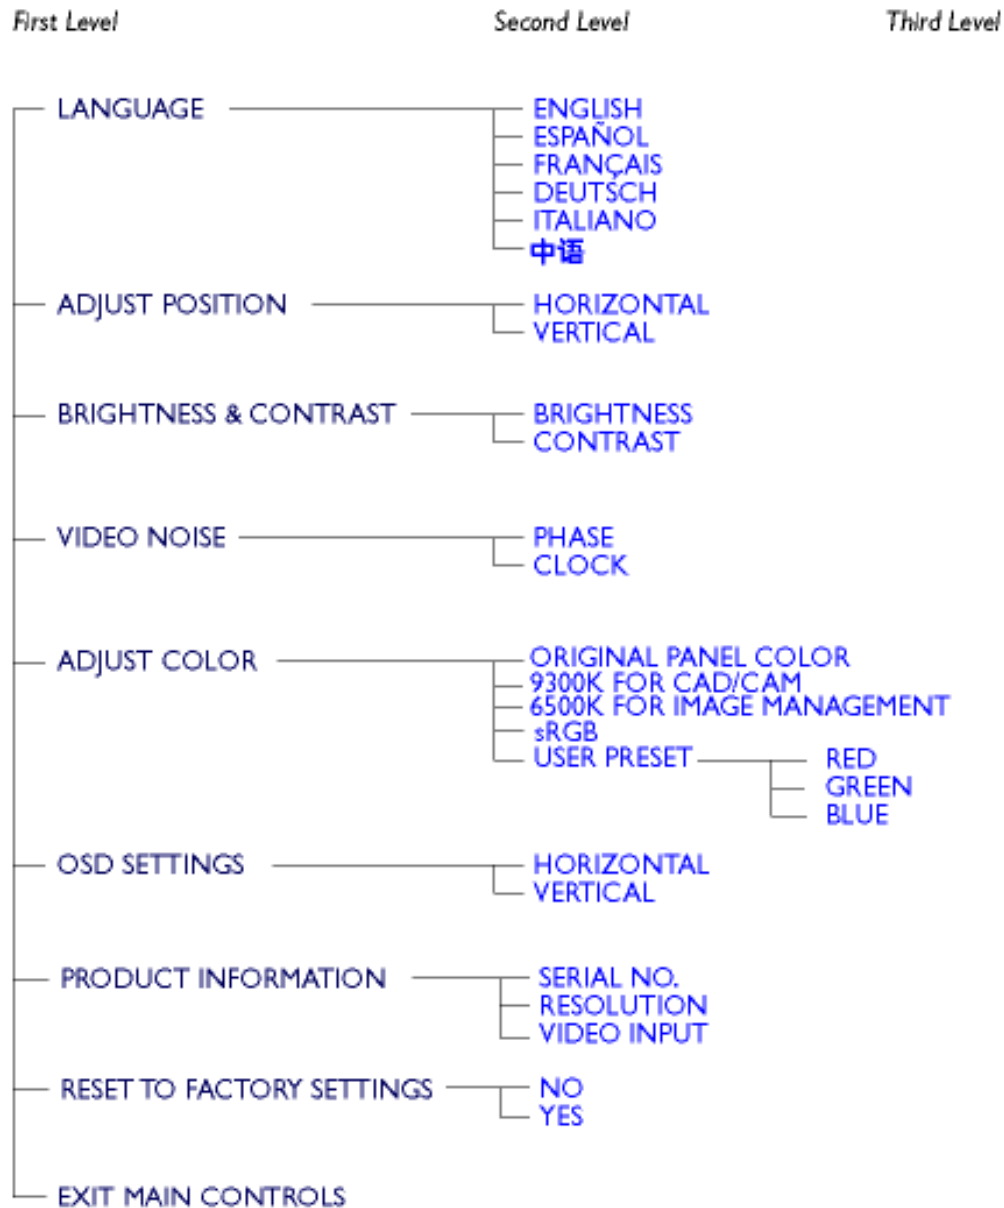 First Level Second Level Third Level
LANGUAGE ENGLISH
ESPAÑOL
FRANÇAIS
DEUTSCH
ITALIANO
中语
ADJUST POSITION HORIZONTAL
VERTICAL
BRIGHTNESS & CONTRAST BRIGHTNESS
CONTRAST
VIDEO NOISE PHASE
CLOCK
ADJUST COLOR ORIGINAL PANEL COLOR
9300K FOR CAD/CAM
6500K FOR IMAGE MANAGEMENT
sRGB
USER PRESET RED
GREEN
BLUE
OSD SETTINGS HORIZONTAL
VERTICAL
PRODUCT INFORMATION SERIAL NO.
RESOLUTION
VIDEO INPUT
RESET TO FACTORY SETTINGS NO
YES
EXIT MAIN CONTROLS